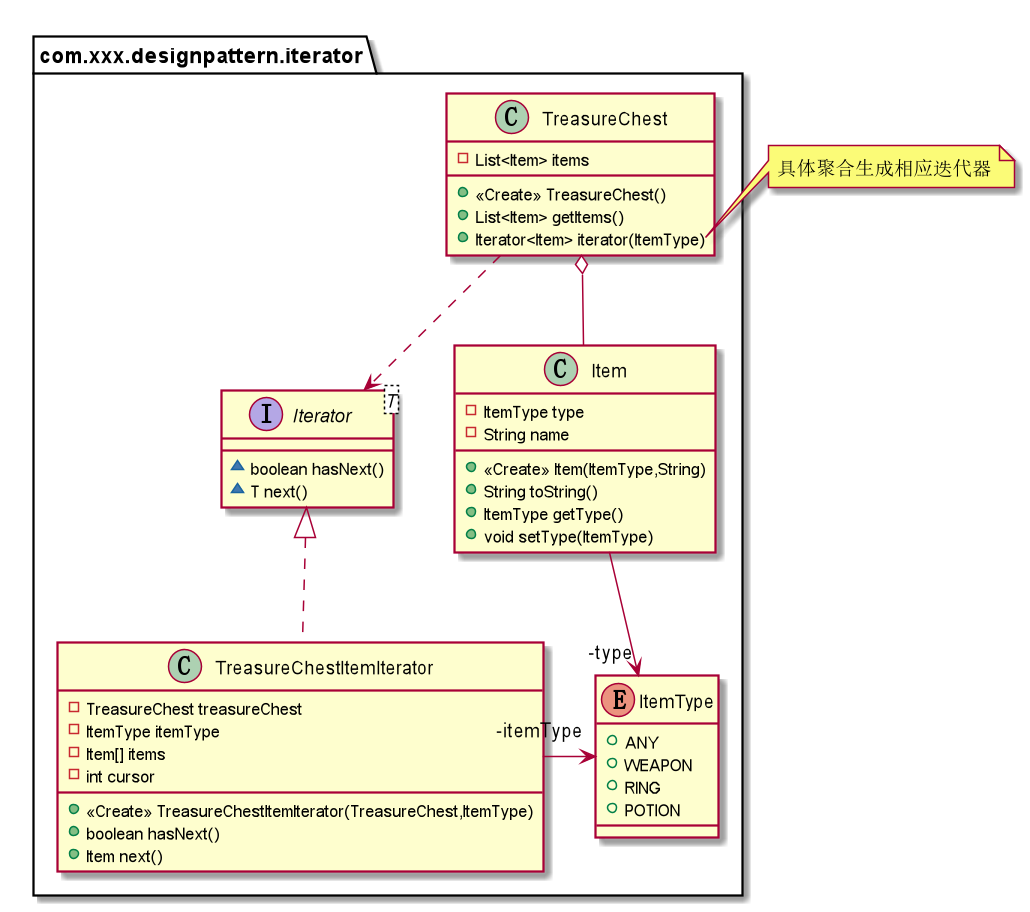 com.xxx.designpattern.iterator
C TreasureChest
List<Item> items
«Create» TreasureChest()
List<Item> getItems()
Iterator<Item> iterator(ItemType)
具体聚合生成相应迭代器
C Item
ItemType type
String name
«Create» Item(ItemType,String)
String toString()
ItemType getType()
void setType(ItemType)
I Iterator
T
boolean hasNext()
T next()
C TreasureChestItemIterator
TreasureChest treasureChest
ItemType itemType
Item[] items
int cursor
«Create» TreasureChestItemIterator(TreasureChest,ItemType)
boolean hasNext()
Item next()
-type
-itemType
E ItemType
ANY
WEAPON
RING
POTION